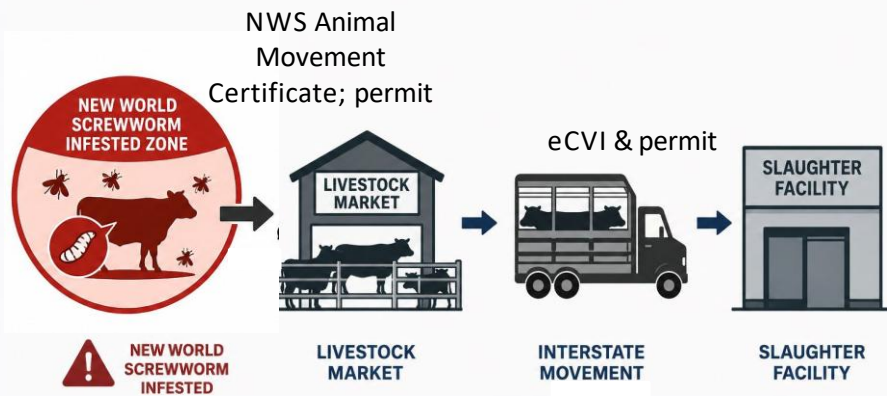 NWS Animal
Movement
Certificate; permit
NEW WORLD
SCREWWORM
INFESTED ZONE
eCVI & permit
LIVESTOCK
MARKET
SLAUGHTER
FACILITY
NEW WORLD
SCREWWORM
INFESTED
LIVESTOCK
MARKET
INTERSTATE
MOVEMENT
SLAUGHTER
FACILITY